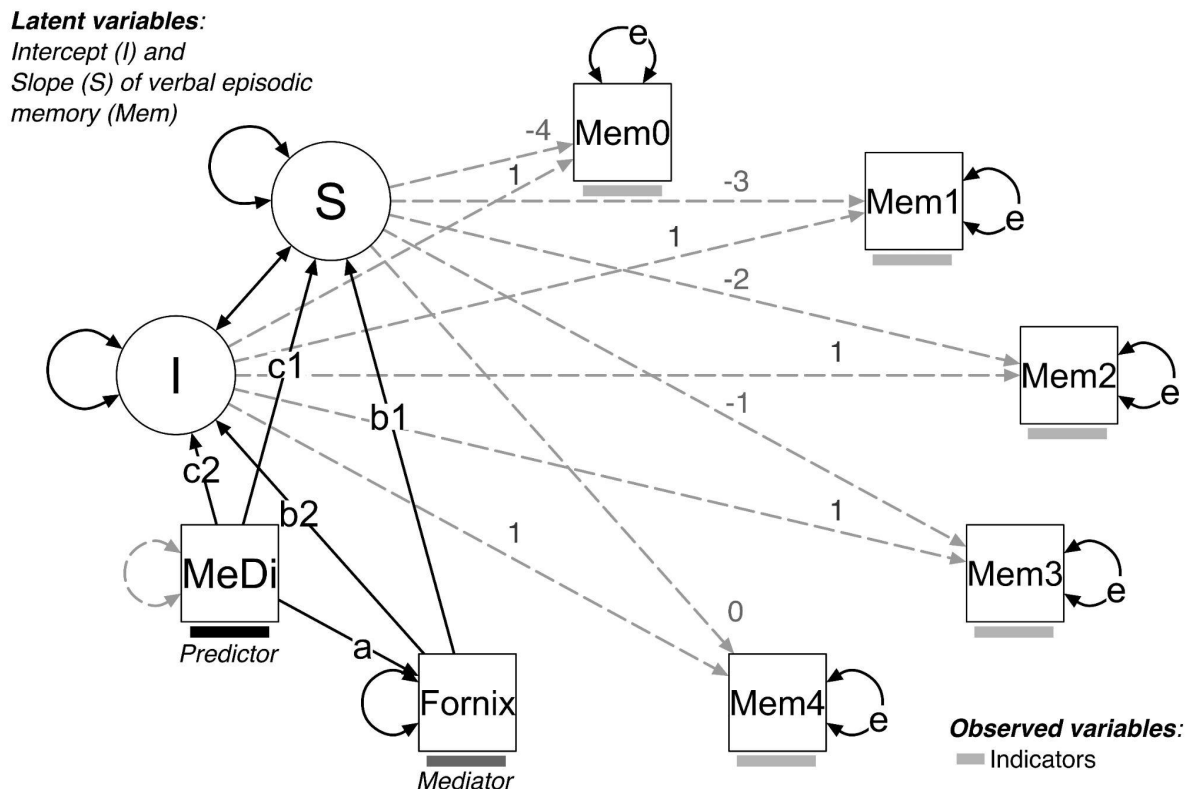 Latent variables:
Intercept (I) and
Slope (S) of verbal episodic
memory (Mem)
e
Mem0
-4
1
S
-3
Mem1
e
1
-2
I
c1
1
Mem2
e
-1
b1
c2
b2
1
1
MeDi
Mem3
e
Predictor
a
0
Fornix
Mem4
e
Mediator
Observed variables:
Indicators